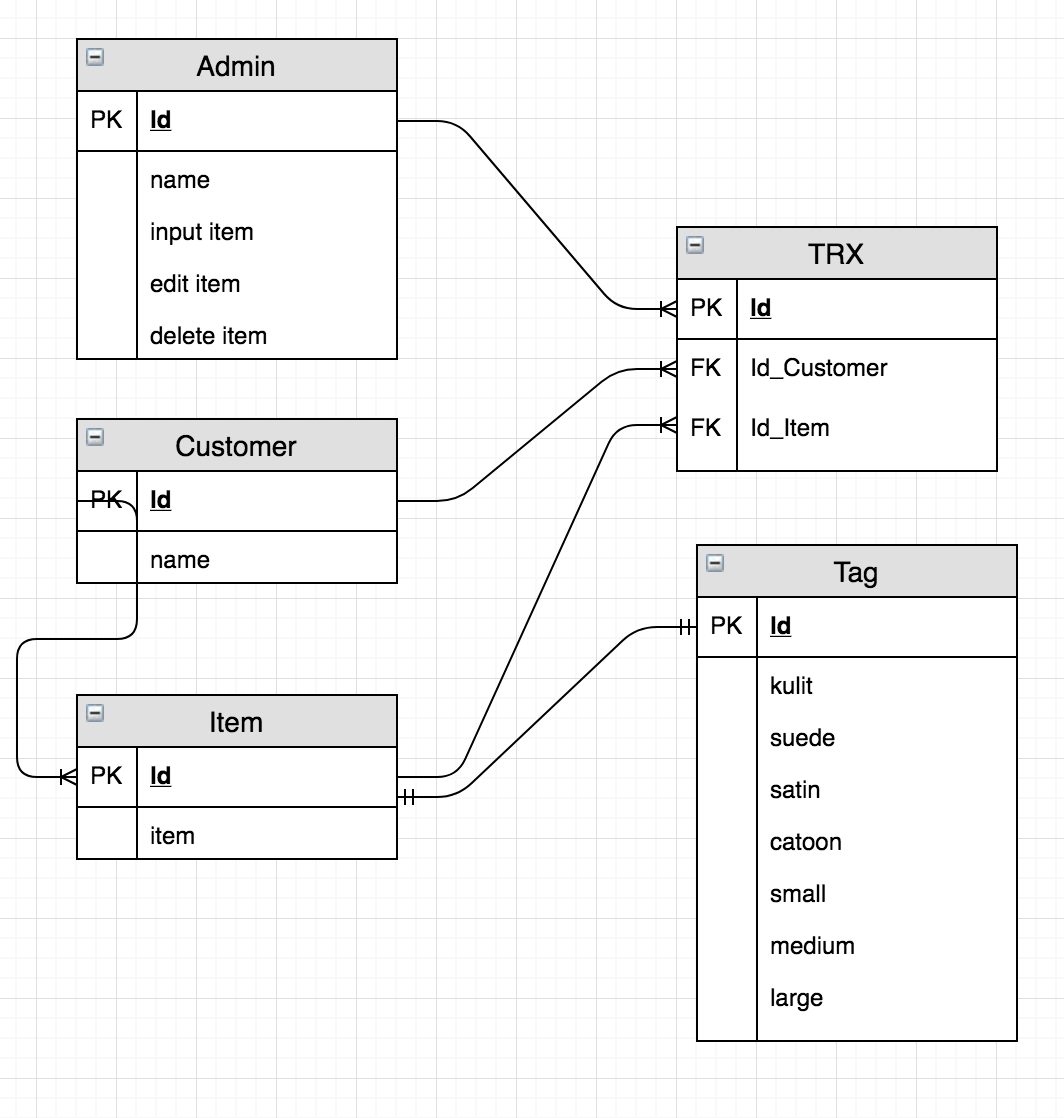 Admin
PK Id
name
input item
edit item
delete item
TRX
PK Id
FK Id_Customer
FK Id_Item
Customer
PK Id
name
Tag
PK Id
kulit
suede
satin
catoon
small
medium
large
Item
PK Id
item